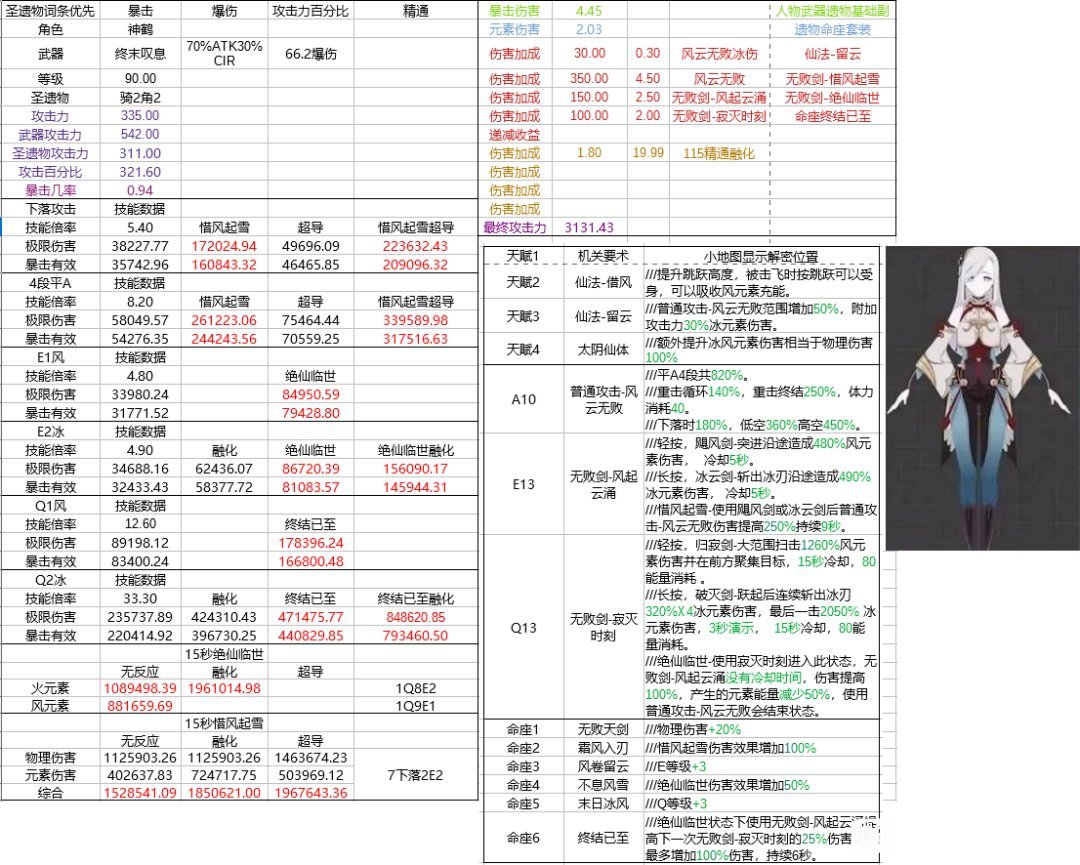 圣遗物词条优先 暴击 爆伤 攻击力百分比 精通
角色 神鹤
武器 终末叹息 70%ATK30% CIR 66.2爆伤
等级 90.00
圣遗物 骑2角2
攻击力 335.00
武器攻击力 542.00
圣遗物攻击力 311.00
攻击百分比 321.60
暴击几率 0.94
下落攻击 技能数据
技能倍率 5.40 惜风起雪 超导 惜风起雪超导
极限伤害 38227.77 172024.94 49696.09 223632.43
暴击有效 35742.96 160843.32 46465.85 209096.32
4段平A 技能数据
技能倍率 8.20 惜风起雪 超导 惜风起雪超导
极限伤害 58049.57 261223.06 75464.44 339589.98
暴击有效 54276.35 244243.56 70559.25 317516.63
E1风 技能数据
技能倍率 4.80 绝仙临世
极限伤害 33980.24 84950.59
暴击有效 31771.52 79428.80
E2冰 技能数据
技能倍率 4.90 融化 绝仙临世 绝仙临世融化
极限伤害 34688.16 62436.07 86720.39 156090.17
暴击有效 32433.43 58377.72 81083.57 145944.31
Q1风 技能数据
技能倍率 12.60 终结已至
极限伤害 89198.12 178396.24
暴击有效 83400.24 166800.48
Q2冰 技能数据
技能倍率 33.30 融化 终结已至 终结已至融化
极限伤害 235737.89 424310.43 471475.77 848620.85
暴击有效 220414.92 396730.25 440829.85 793460.50
15秒绝仙临世
无反应 融化 超导
火元素 1089498.39 1961014.98 1Q8E2
风元素 881659.69 1Q9E1
15秒惜风起雪
无反应 融化 超导
物理伤害 1125903.26 1125903.26 1463674.23
元素伤害 402637.83 724717.75 503969.12 7下落2E2
综合 1528541.09 1850621.00 1967643.36
暴击伤害 4.45 人物武器遗物基础副
元素伤害 2.03 遗物命座套装
伤害加成 30.00 0.30 风云无败冰伤 仙法-留云
伤害加成 350.00 4.50 风云无败 无败剑-惜风起雪
伤害加成 150.00 2.50 无败剑-风起云涌 无败剑-绝仙临世
伤害加成 100.00 2.00 无败剑-寂灭时刻 命座终结已至
递减收益
伤害加成 1.80 19.99 115精通融化
伤害加成
伤害加成
伤害加成
最终攻击力 3131.43
天赋1 机关要术 小地图显示解密位置
天赋2 仙法-借风 ///提升跳跃高度，被击飞时按跳跃可以受
身，可以吸收风元素充能。
天赋3 仙法-留云 ///普通攻击-风云无败范围增加50%，附加
攻击力30%冰元素伤害。
天赋4 太阴仙体 ///额外提升冰风元素伤害相当于物理伤害
100%
A10 普通攻击-风云无败 ///平A4段共820%。
///重击循环140%，重击终结250%，体力
消耗40。
///下落时180%，低空360%高空450%。
E13 无败剑-风起云涌 ///轻按，飓风剑-突进沿途造成480%风元
素伤害， 冷却5秒。
///长按，冰云剑-斩出冰刃沿途造成490%
冰元素伤害，冷却5秒。
///惜风起雪-使用飓风剑或冰云剑后普通攻
击-风云无败伤害提高250%持续9秒。
Q13 无败剑-寂灭时刻 ///轻按，归寂剑-大范围扫击1260%风元
素伤害并在前方聚集目标，15秒冷却，80
能量消耗 。
///长按，破灭剑-跃起后连续斩出冰刃
320%X4冰元素伤害，最后一击2050% 冰
元素伤害，3秒演示， 15秒冷却，80能
量消耗。
///绝仙临世-使用寂灭时刻进入此状态，无
败剑-风起云涌没有冷却时间，伤害提高
100%，产生的元素能量减少50%，使用
普通攻击-风云无败会结束状态。
命座1 无败天剑 ///物理伤害+20%
命座2 霜风入刃 ///惜风起雪伤害效果增加100%
命座3 风卷留云 ///E等级+3
命座4 不息风雪 ///绝仙临世伤害效果增加50%
命座5 末日冰风 ///Q等级+3
命座6 终结已至 ///绝仙临世状态下使用无败剑-风起云涌提
高下一次无败剑-寂灭时刻的25%伤害
最多增加100%伤害，持续6秒。